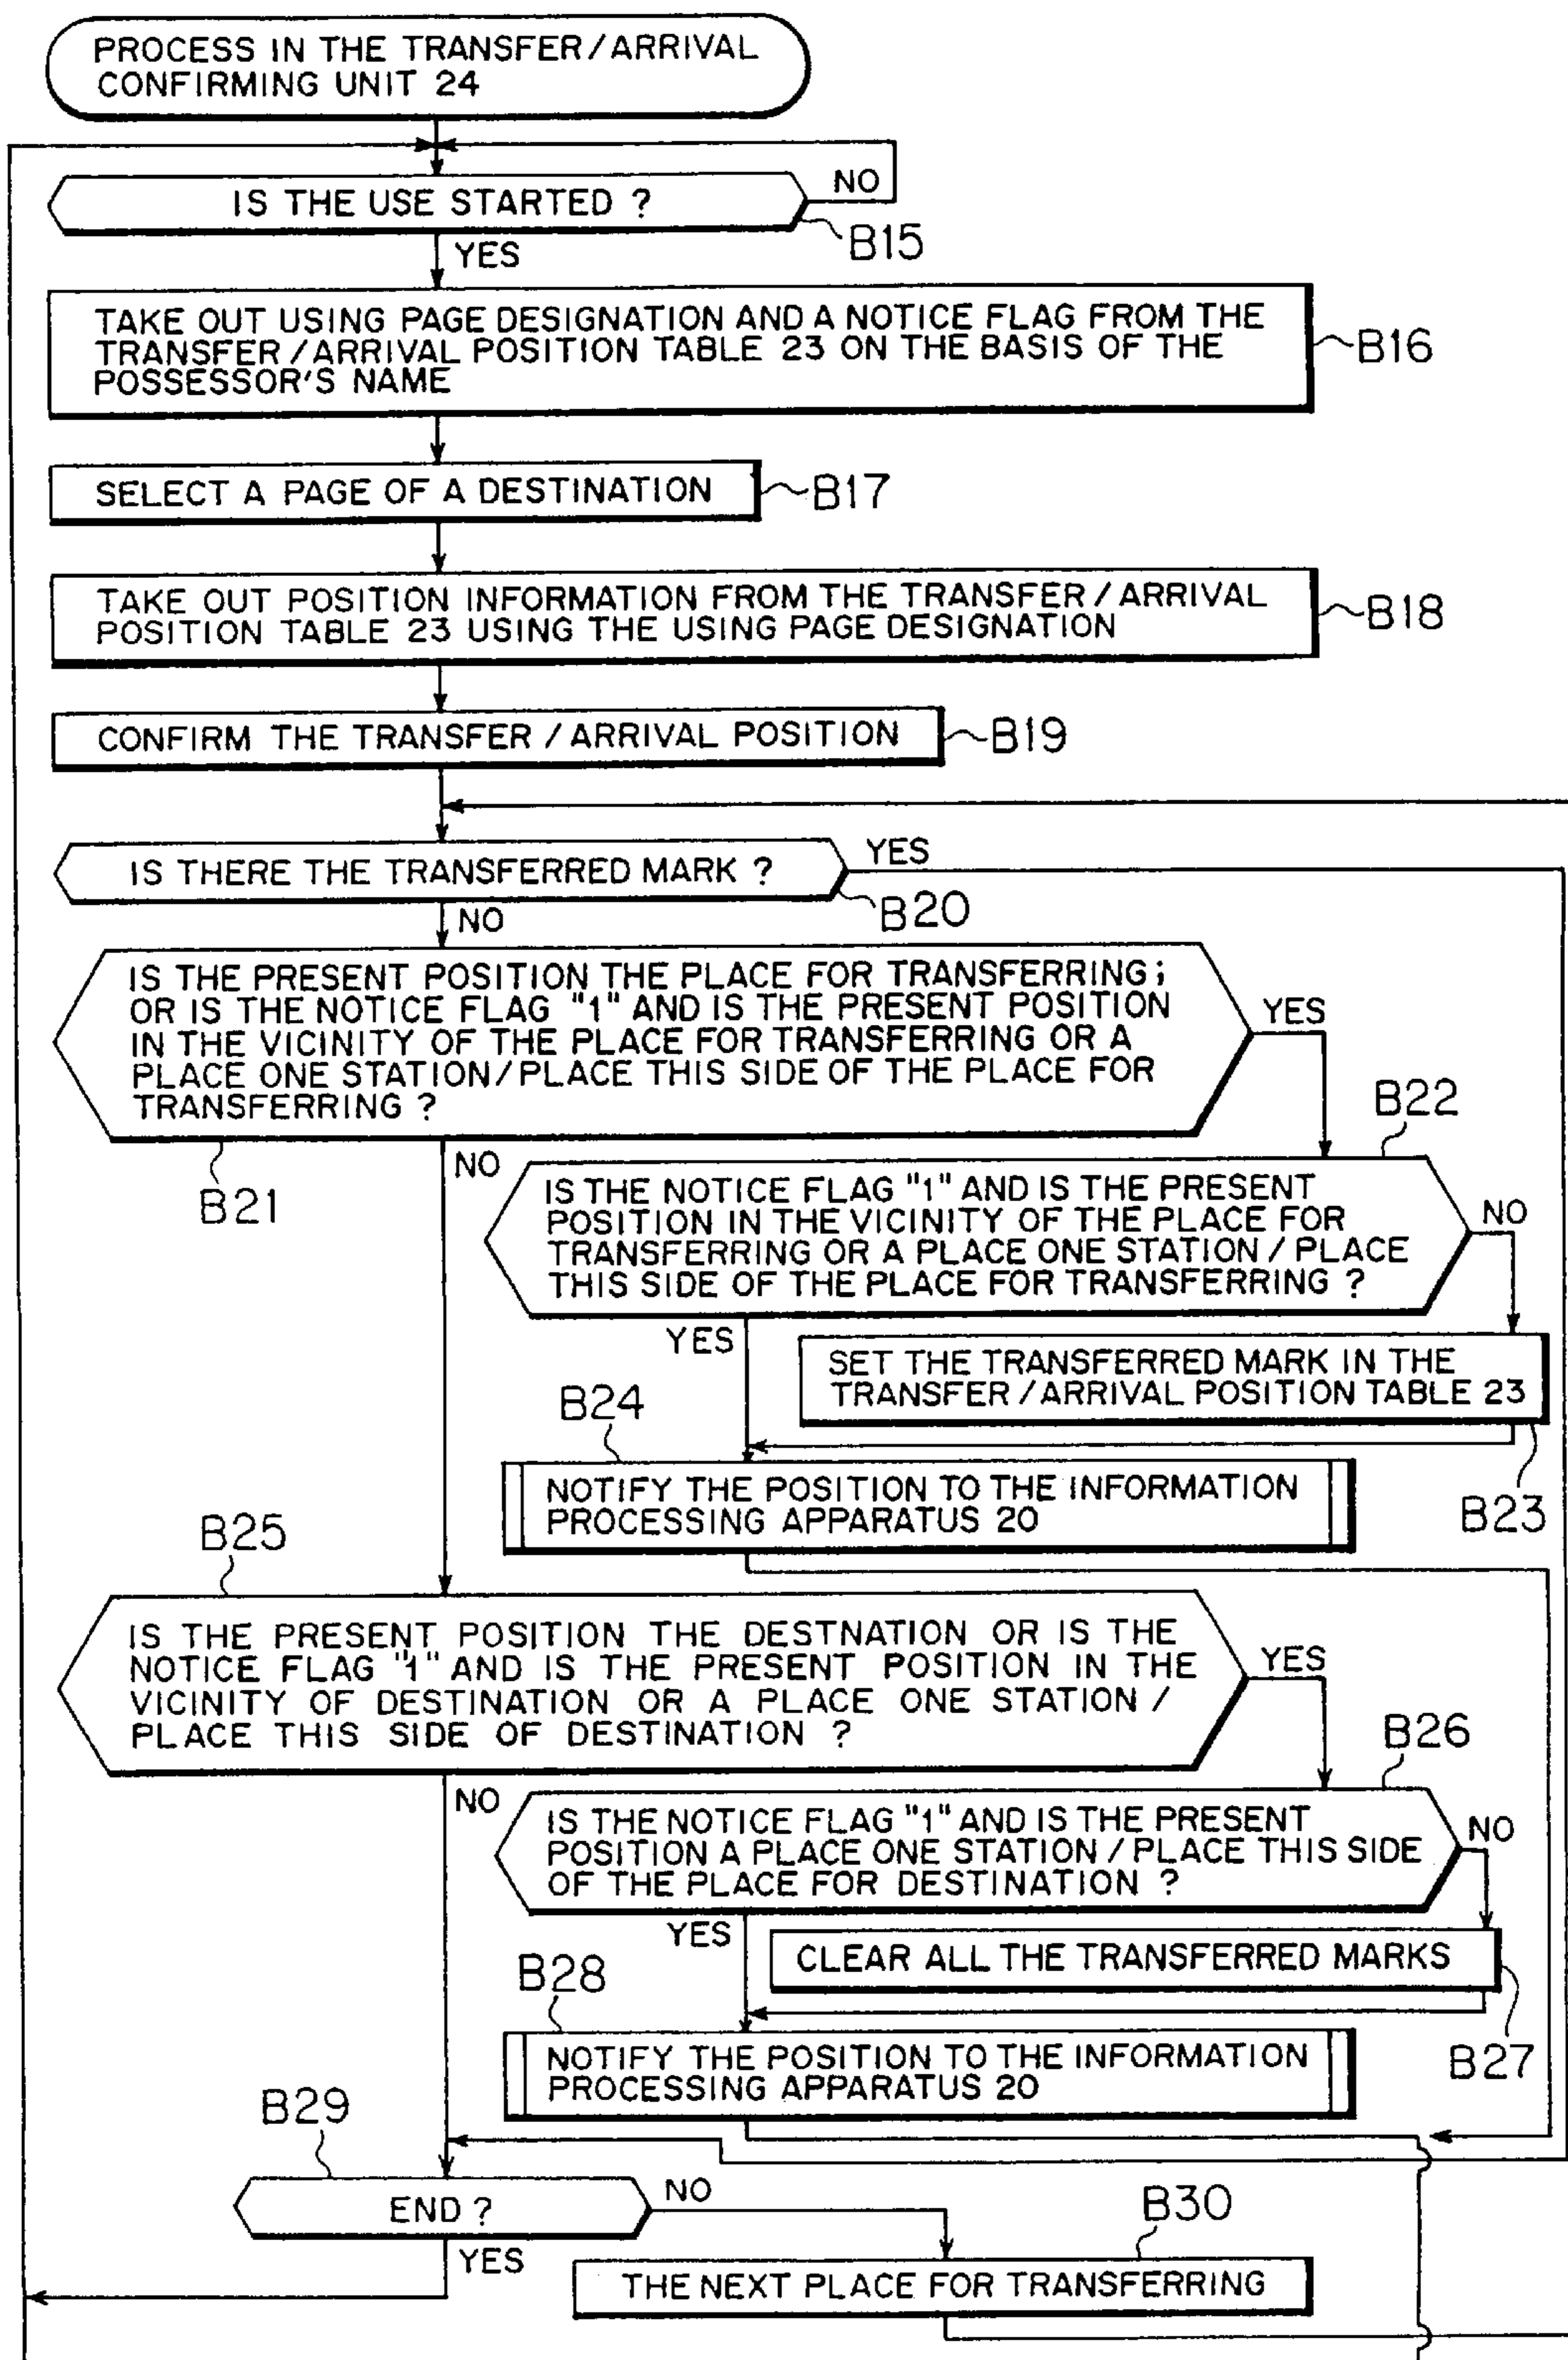 PROCESS IN THE TRANSFER/ARRIVAL
CONFIRMING UNIT 24
IS THE USE STARTED ?
NO
B15
YES
TAKE OUT USING PAGE DESIGNATION AND A NOTICE FLAG FROM THE
TRANSFER/ARRIVAL POSITION TABLE 23 ON THE BASIS OF THE
POSSESSOR'S NAME
B16
SELECT A PAGE OF A DESTINATION
B17
TAKE OUT POSITION INFORMATION FROM THE TRANSFER/ARRIVAL
POSITION TABLE 23 USING THE USING PAGE DESIGNATION
B18
CONFIRM THE TRANSFER/ARRIVAL POSITION
B19
IS THERE THE TRANSFERRED MARK ?
YES
B20
NO
IS THE PRESENT POSITION THE PLACE FOR TRANSFERRING;
OR IS THE NOTICE FLAG "1" AND IS THE PRESENT POSITION
IN THE VICINITY OF THE PLACE FOR TRANSFERRING OR A
PLACE ONE STATION/PLACE THIS SIDE OF THE PLACE FOR
TRANSFERRING ?
YES
B21
NO
B22
IS THE NOTICE FLAG "1" AND IS THE PRESENT
POSITION IN THE VICINITY OF THE PLACE FOR
TRANSFERRING OR A PLACE ONE STATION/PLACE
THIS SIDE OF THE PLACE FOR TRANSFERRING ?
NO
YES
SET THE TRANSFERRED MARK IN THE
TRANSFER/ARRIVAL POSITION TABLE 23
B23
B24
NOTIFY THE POSITION TO THE INFORMATION
PROCESSING APPARATUS 20
B25
IS THE PRESENT POSITION THE DESTNATION OR IS THE
NOTICE FLAG "1" AND IS THE PRESENT POSITION IN THE
VICINITY OF DESTINATION OR A PLACE ONE STATION/
PLACE THIS SIDE OF DESTINATION ?
YES
NO
B26
IS THE NOTICE FLAG "1" AND IS THE PRESENT
POSITION A PLACE ONE STATION/PLACE THIS SIDE
OF THE PLACE FOR DESTINATION ?
NO
YES
CLEAR ALL THE TRANSFERRED MARKS
B27
B28
NOTIFY THE POSITION TO THE INFORMATION
PROCESSING APPARATUS 20
B29
END ?
NO
YES
B30
THE NEXT PLACE FOR TRANSFERRING